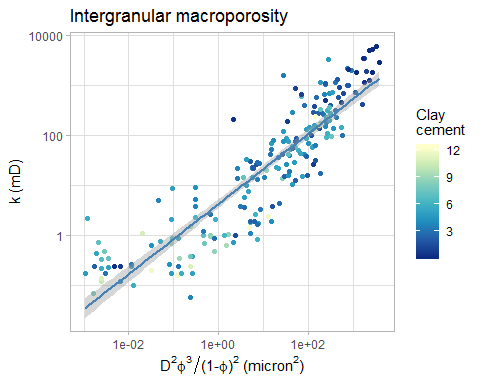 Intergranular macroporosity
10000
100
1
k (mD)
1e-02 1e+00 1e+02
D²ϕ³/(1-ϕ)² (micron²)
Clay
cement
12
9
6
3